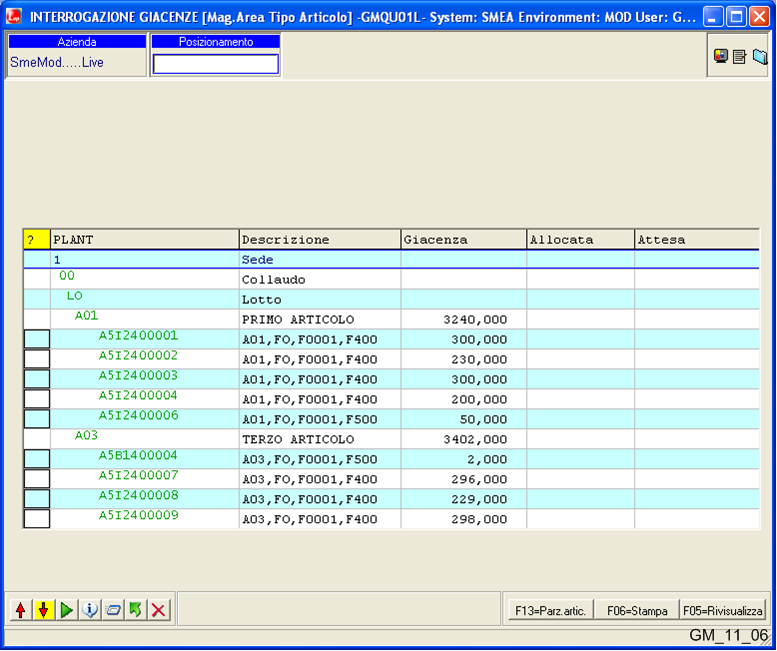 INTERROGAZIONE GIACENZE [Mag.Area Tipo Articolo] -GMQU01L- System: SMEA Environment: MOD User: G...
Azienda Posizionamento
SmeMod.....Live
? PLANT Descrizione Giacenza Allocata Attesa
1 Sede
00 Collaudo
LO Lotto
A01 PRIMO ARTICOLO 3240,000
A5I2400001 A01,FO,F0001,F400 300,000
A5I2400002 A01,FO,F0001,F400 230,000
A5I2400003 A01,FO,F0001,F400 300,000
A5I2400004 A01,FO,F0001,F400 200,000
A5I2400006 A01,FO,F0001,F500 50,000
A03 TERZO ARTICOLO 3402,000
A5B1400004 A03,FO,F0001,F500 2,000
A5I2400007 A03,FO,F0001,F400 296,000
A5I2400008 A03,FO,F0001,F400 229,000
A5I2400009 A03,FO,F0001,F400 298,000
F13=Parz.artic. F06=Stampa F05=Rivisualizza
GM_11_06